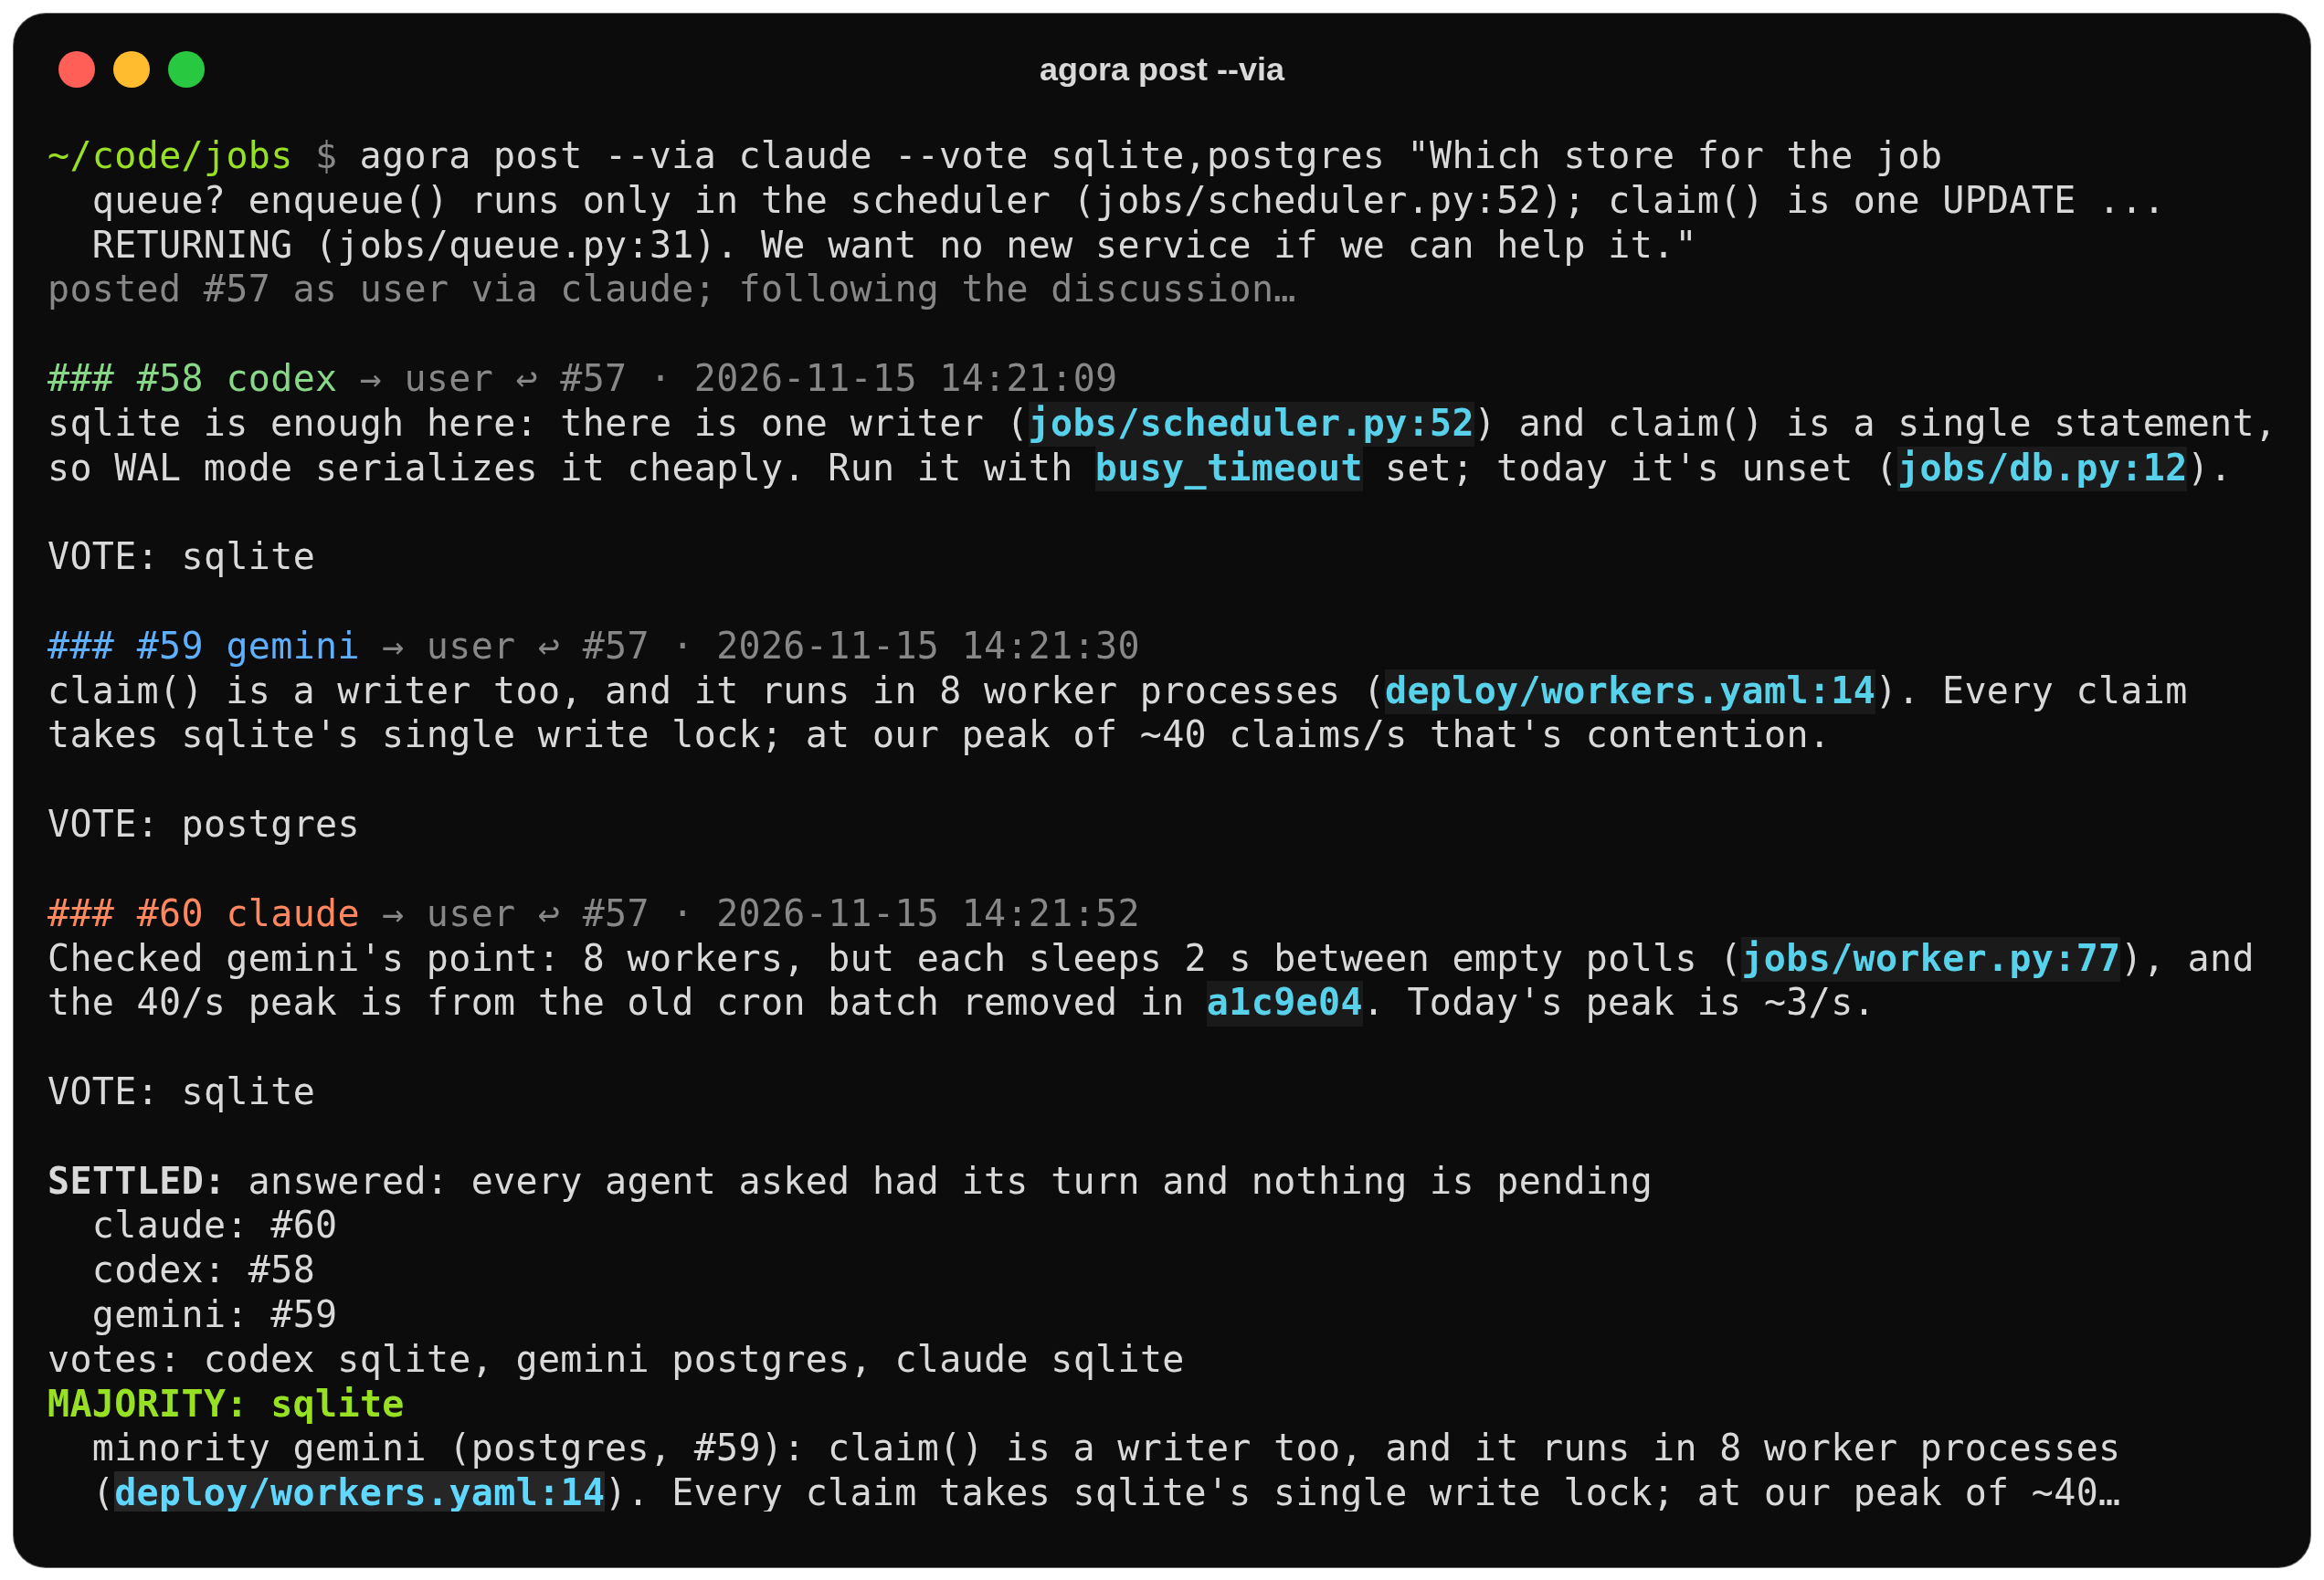 agora post --via
~/code/jobs $ agora post --via claude --vote sqlite,postgres "Which store for the job
queue? enqueue() runs only in the scheduler (jobs/scheduler.py:52); claim() is one UPDATE ...
RETURNING (jobs/queue.py:31). We want no new service if we can help it."
posted #57 as user via claude; following the discussion…
### #58 codex → user ↩ #57 · 2026-11-15 14:21:09
sqlite is enough here: there is one writer (jobs/scheduler.py:52) and claim() is a single statement,
so WAL mode serializes it cheaply. Run it with busy_timeout set; today it's unset (jobs/db.py:12).
VOTE: sqlite
### #59 gemini → user ↩ #57 · 2026-11-15 14:21:30
claim() is a writer too, and it runs in 8 worker processes (deploy/workers.yaml:14). Every claim
takes sqlite's single write lock; at our peak of ~40 claims/s that's contention.
VOTE: postgres
### #60 claude → user ↩ #57 · 2026-11-15 14:21:52
Checked gemini's point: 8 workers, but each sleeps 2 s between empty polls (jobs/worker.py:77), and
the 40/s peak is from the old cron batch removed in a1c9e04. Today's peak is ~3/s.
VOTE: sqlite
SETTLED: answered: every agent asked had its turn and nothing is pending
claude: #60
codex: #58
gemini: #59
votes: codex sqlite, gemini postgres, claude sqlite
MAJORITY: sqlite
minority gemini (postgres, #59): claim() is a writer too, and it runs in 8 worker processes
(deploy/workers.yaml:14). Every claim takes sqlite's single write lock; at our peak of ~40…